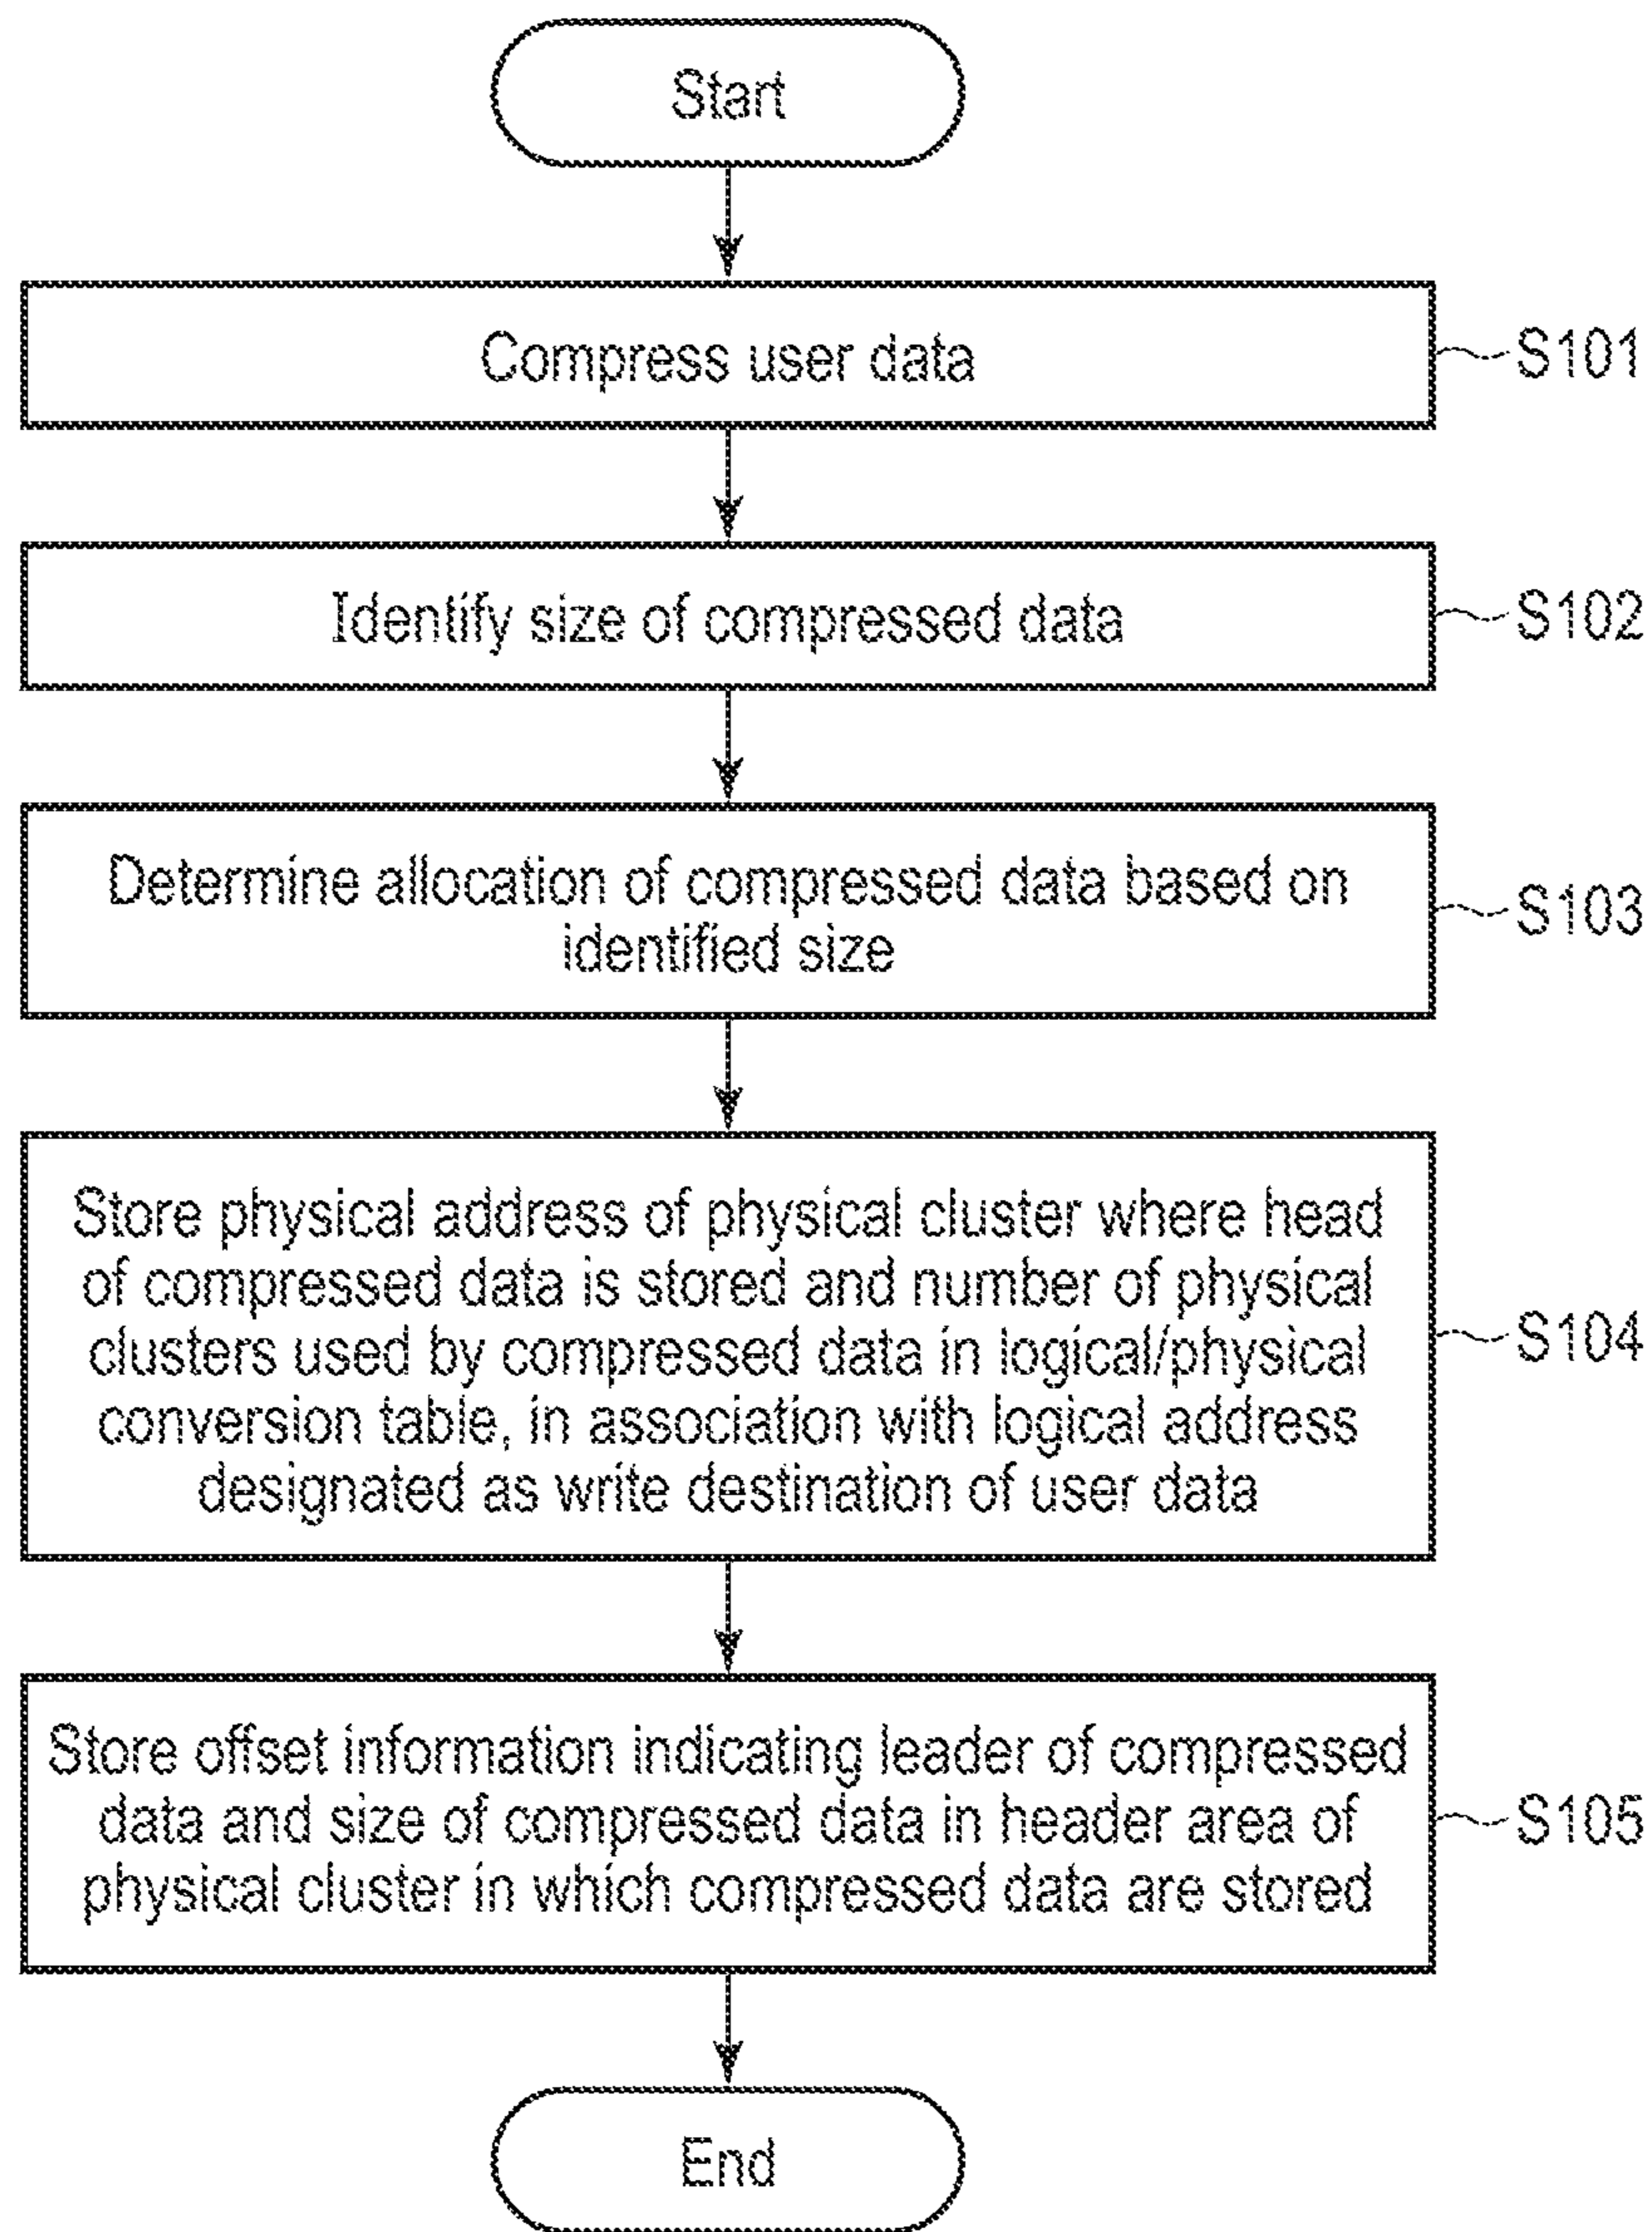 Start
Compress user data
S101
Identify size of compressed data
S102
Determine allocation of compressed data based on
identified size
S103
Store physical address of physical cluster where head
of compressed data is stored and number of physical
clusters used by compressed data in logical/physical
conversion table, in association with logical address
designated as write destination of user data
S104
Store offset information indicating leader of compressed
data and size of compressed data in header area of
physical cluster in which compressed data are stored
S105
End